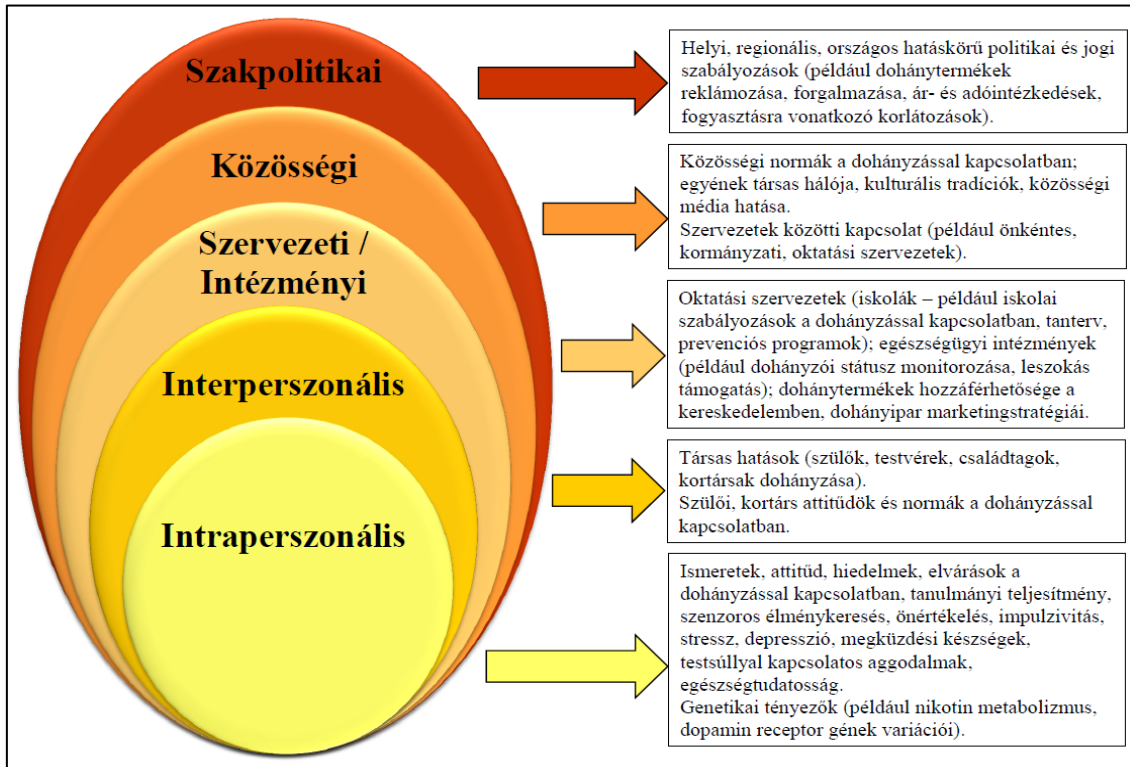 Szakpolitikai
Helyi, regionális, országos hatáskörű politikai és jogi
szabályozások (például dohánytermékek
reklámozása, forgalmazása, ár- és adóintézkedések,
fogyasztásra vonatkozó korlátozások).
Közösségi
Közösségi normák a dohányzással kapcsolatban;
egyének társas hálója, kulturális tradíciók, közösségi
média hatása.
Szervezetek közötti kapcsolat (például önkéntes,
kormányzati, oktatási szervezetek).
Szervezeti /
Intézményi
Oktatási szervezetek (iskolák – például iskolai
szabályozások a dohányzással kapcsolatban, tanterv,
prevenciós programok); egészségügyi intézmények
(például dohányzói státusz monitorozása, leszokás
támogatás); dohánytermékek hozzáférhetősége a
kereskedelemben, dohányipar marketingstratégiái.
Interperszonális
Társas hatások (szülők, testvérek, családtagok,
kortársak dohányzása).
Szülői, kortárs attitűdök és normák a dohányzással
kapcsolatban.
Intraperszonális
Ismeretek, attitűd, hiedelmek, elvárások a
dohányzással kapcsolatban, tanulmányi teljesítmény,
szenzoros élménykeresés, önértékelés, impulzivitás,
stressz, depresszió, megküzdési készségek,
testsúllyal kapcsolatos aggodalmak,
egészségtudatosság.
Genetikai tényezők (például nikotin metabolizmus,
dopamin receptor gének variációi).